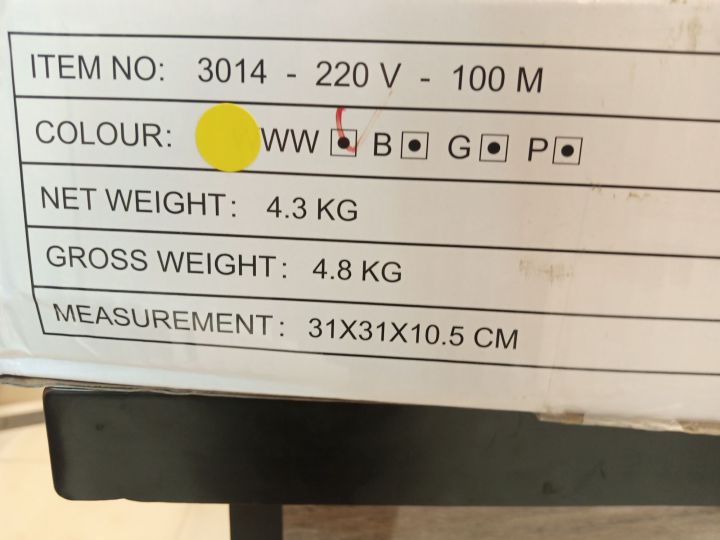 ITEM NO: 3014 - 220 V - 100 M
COLOUR: WW B G P
NET WEIGHT: 4.3 KG
GROSS WEIGHT: 4.8 KG
MEASUREMENT: 31X31X10.5 CM